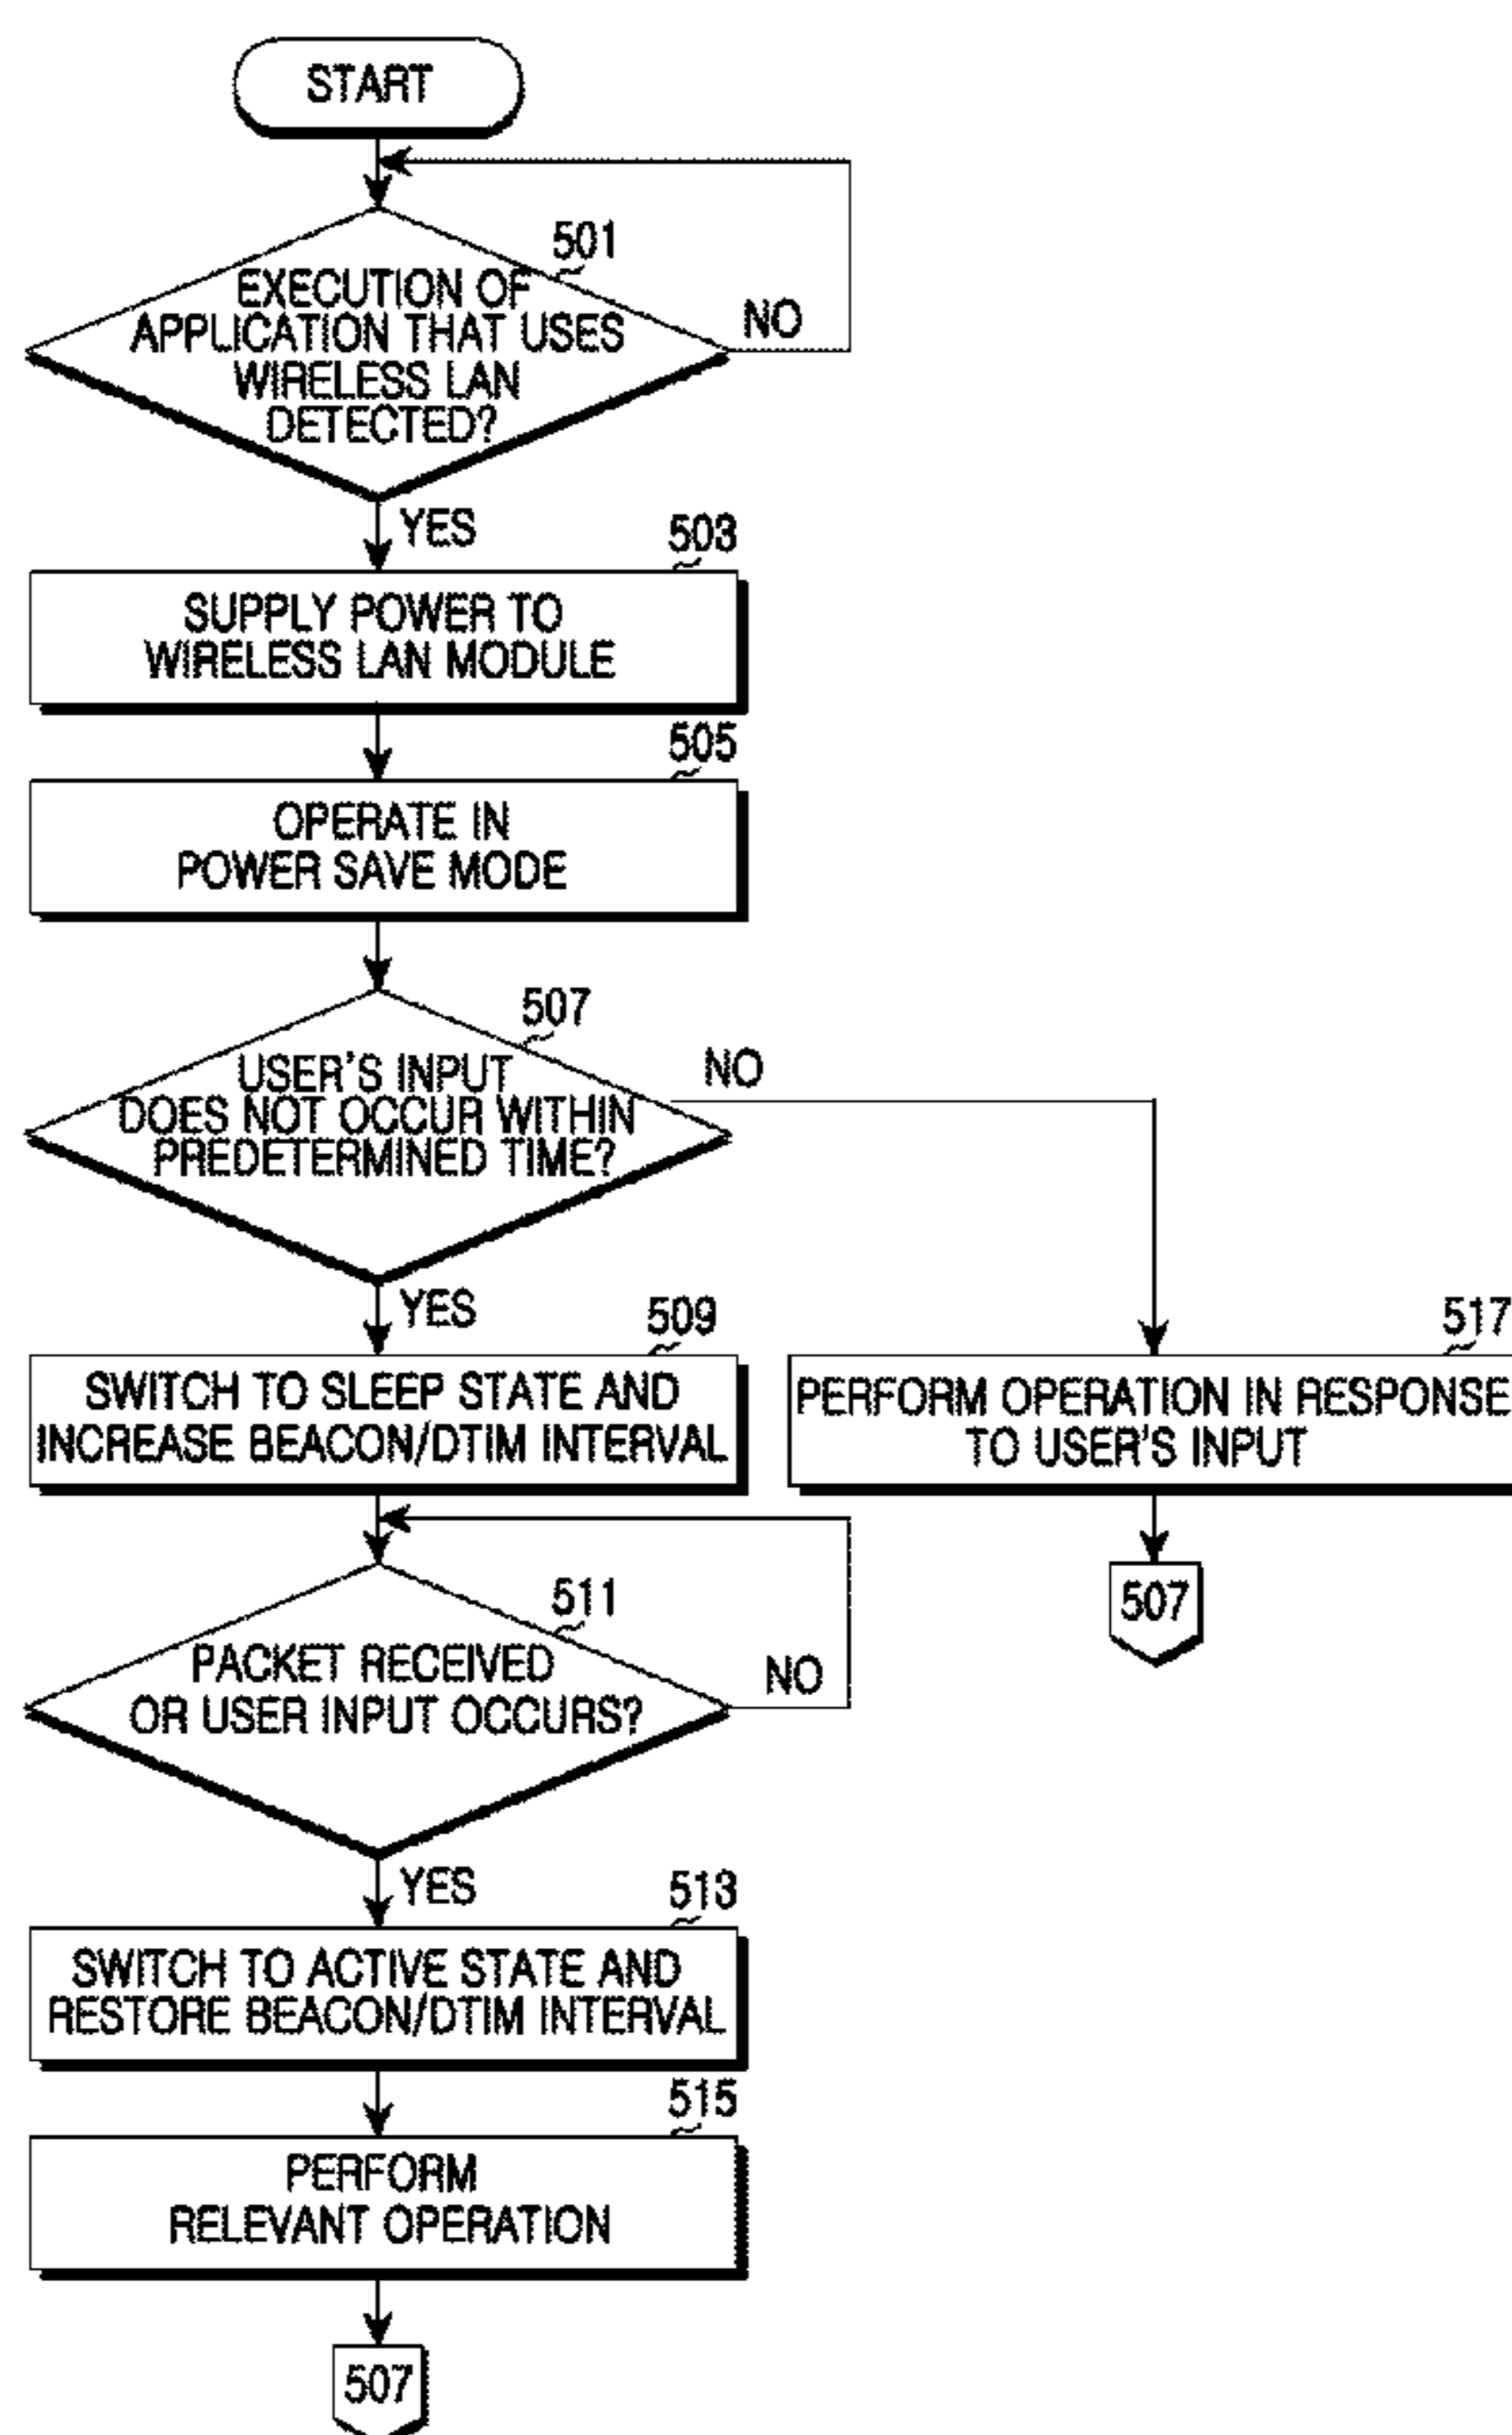 START
501
EXECUTION OF
APPLICATION THAT USES
WIRELESS LAN
DETECTED?
NO
YES
503
SUPPLY POWER TO
WIRELESS LAN MODULE
505
OPERATE IN
POWER SAVE MODE
507
USER'S INPUT
DOES NOT OCCUR WITHIN
PREDETERMINED TIME?
NO
YES
509
SWITCH TO SLEEP STATE AND
INCREASE BEACON/DTIM INTERVAL
517
PERFORM OPERATION IN RESPONSE
TO USER'S INPUT
507
511
PACKET RECEIVED
OR USER INPUT OCCURS?
NO
YES
513
SWITCH TO ACTIVE STATE AND
RESTORE BEACON/DTIM INTERVAL
515
PERFORM
RELEVANT OPERATION
507